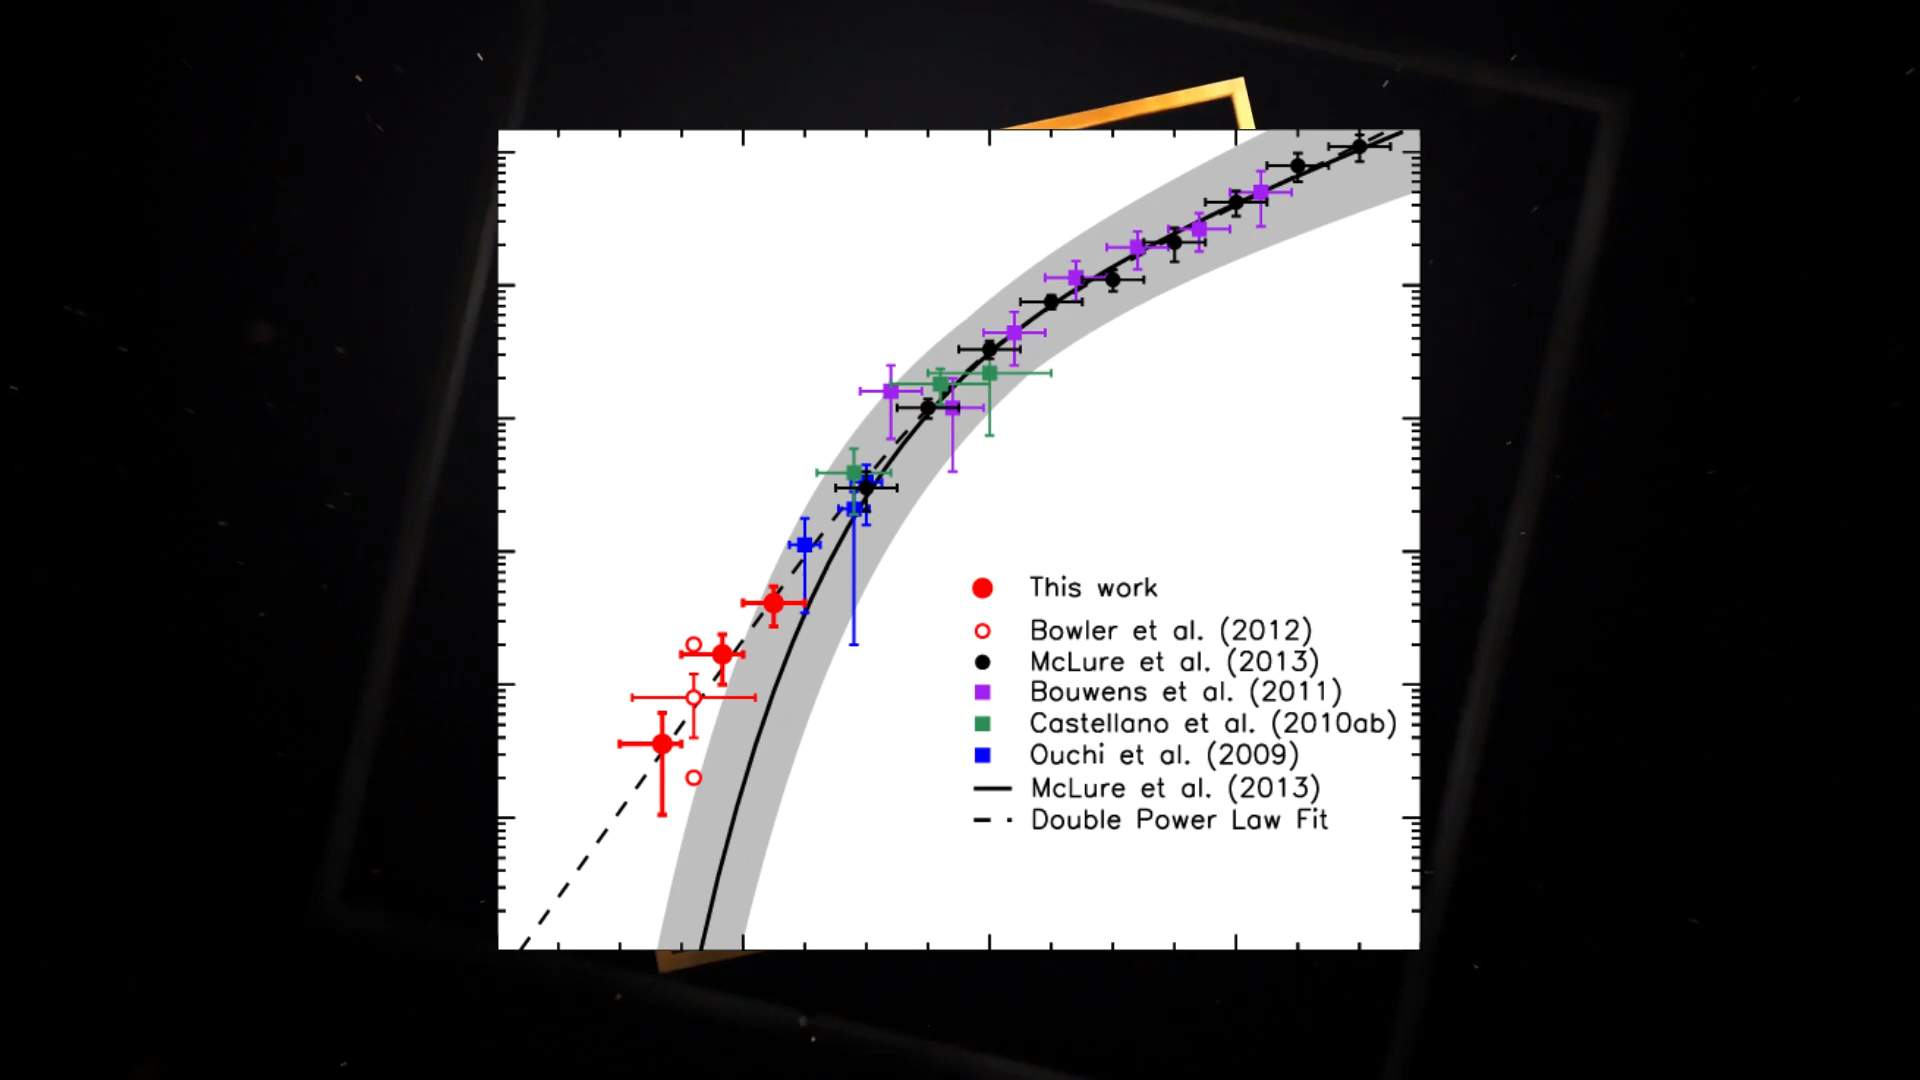 This work
Bowler et al. (2012)
McLure et al. (2013)
Bouwens et al. (2011)
Castellano et al. (2010ab)
Ouchi et al. (2009)
McLure et al. (2013)
Double Power Law Fit